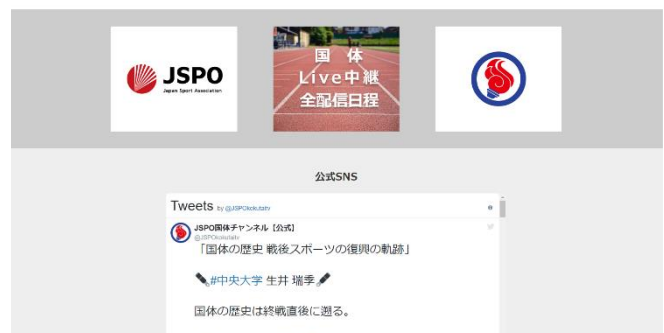 JSPO
Japan Sport Association
国体
Live中継
全配信日程
公式SNS
Tweets by @JSPOkokutaitv
JSPO国体チャンネル【公式】
@JSPOkokutaitv
「国体の歴史 戦後スポーツの復興の軌跡」
#中央大学 生井 瑞季
国体の歴史は終戦直後に遡る。